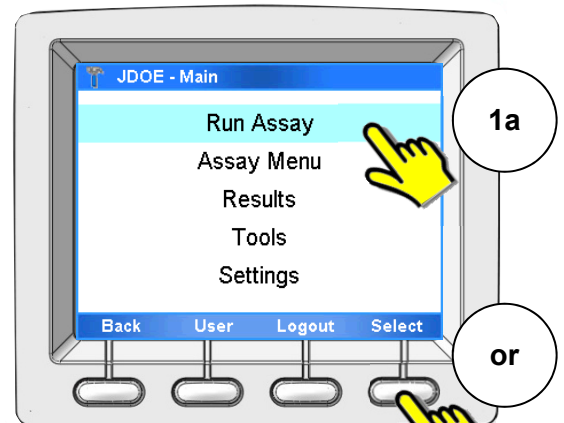 JDOE - Main
Run Assay
1a
Assay Menu
Results
Tools
Settings
Back User Logout Select
or